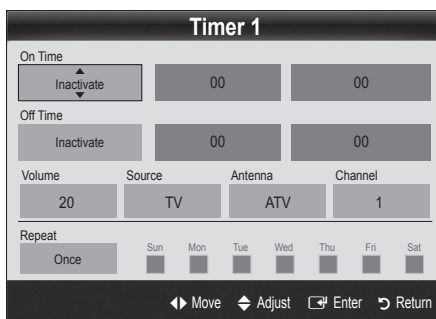 Timer 1
On Time
Inactivate 00 00
Off Time
Inactivate 00 00
Volume Source Antenna Channel
20 TV ATV 1
Repeat
Once Sun Mon Tue Wed Thu Fri Sat
Move Adjust Enter Return